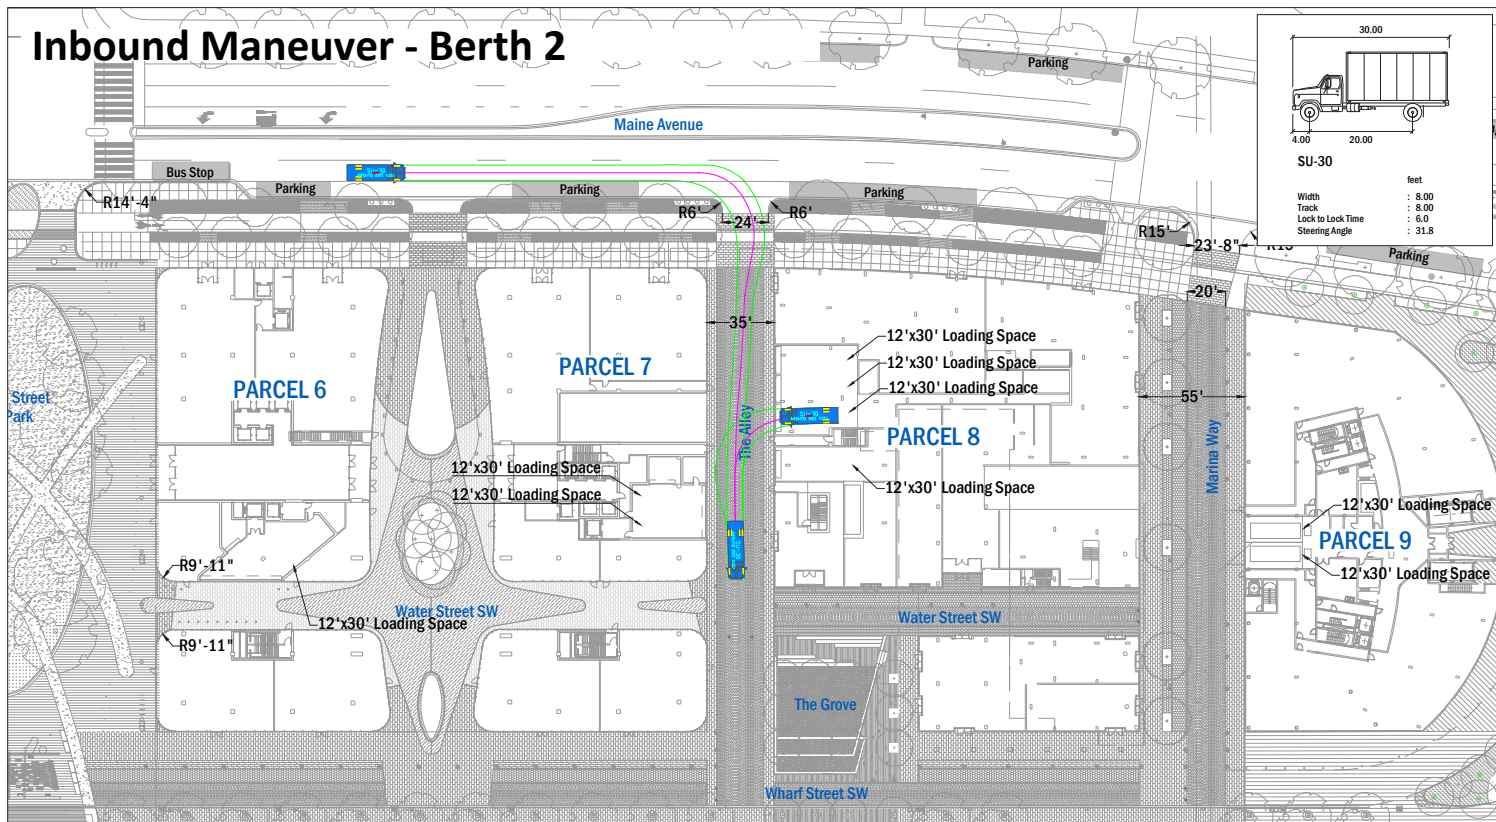 Inbound Maneuver - Berth 2
30.00
Parking
4.00
20.00
SU-30
feet
Width : 8.00
Track : 8.00
Lock to Lock Time : 6.0
Steering Angle : 31.8
Maine Avenue
Bus Stop
SU-30
Parking
Parking
Parking
R14'-4"
R6'
24'
R6'
R15'
23'-8"
Parking
20'
35'
12'x30' Loading Space
12'x30' Loading Space
12'x30' Loading Space
PARCEL 6
PARCEL 7
PARCEL 8
Street
Park
55'
The Alley
SU-30
Marina Way
12'x30' Loading Space
12'x30' Loading Space
12'x30' Loading Space
12'x30' Loading Space
PARCEL 9
12'x30' Loading Space
R9'-11"
Water Street SW
12'x30' Loading Space
R9'-11"
Water Street SW
The Grove
Wharf Street SW